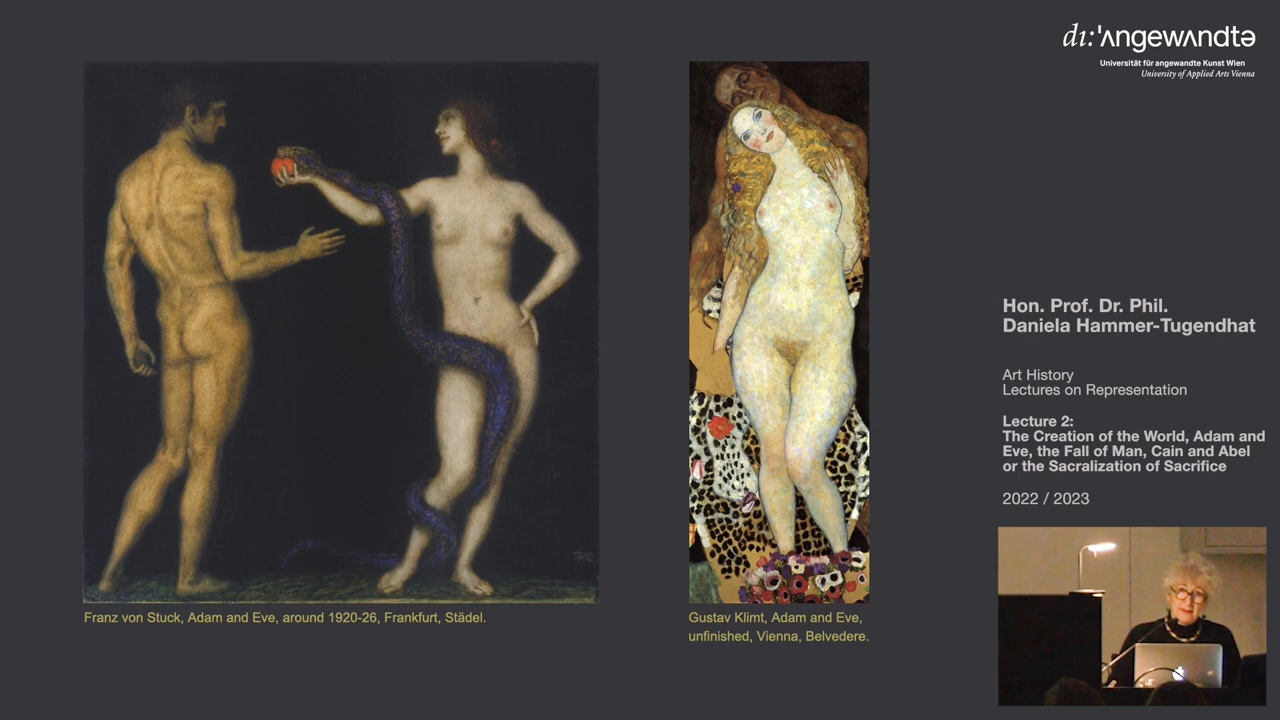 dı:'ʌngewʌndtə
Universität für angewandte Kunst Wien
University of Applied Arts Vienna
Hon. Prof. Dr. Phil.
Daniela Hammer-Tugendhat
Art History
Lectures on Representation
Lecture 2:
The Creation of the World, Adam and
Eve, the Fall of Man, Cain and Abel
or the Sacralization of Sacrifice
2022 / 2023
Franz von Stuck, Adam and Eve, around 1920-26, Frankfurt, Städel.
Gustav Klimt, Adam and Eve,
unfinished, Vienna, Belvedere.